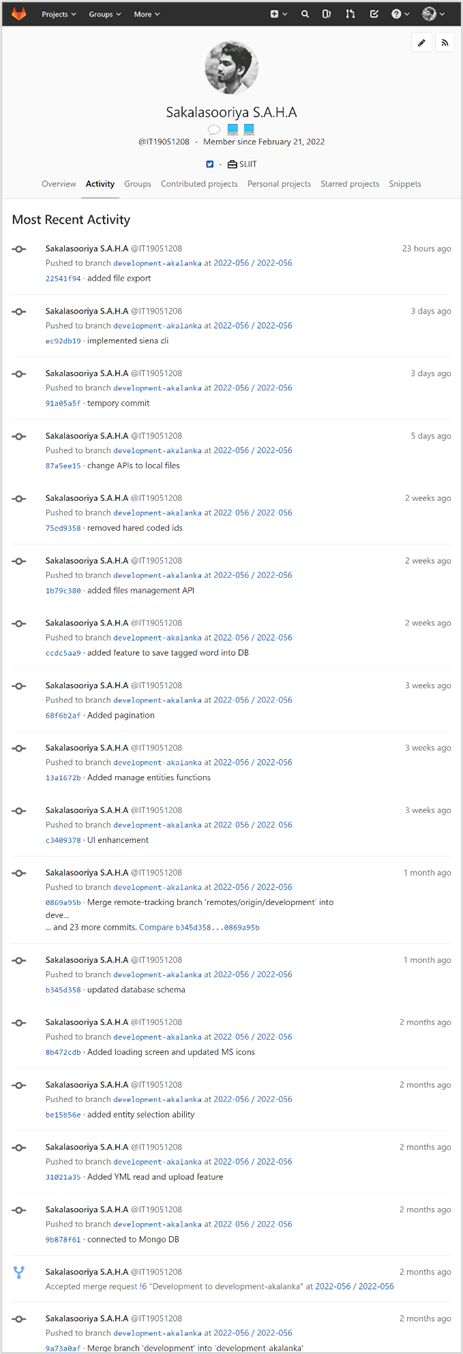 Projects Groups More
Sakalasooriya S.A.H.A
@IT19051208 · Member since February 21, 2022
· SLIIT
Overview Activity Groups Contributed projects Personal projects Starred projects Snippets
Most Recent Activity
Sakalasooriya S.A.H.A @IT19051208 23 hours ago
Pushed to branch development-akalanka at 2022-056 / 2022-056
22541f94 · added file export
Sakalasooriya S.A.H.A @IT19051208 3 days ago
Pushed to branch development-akalanka at 2022-056 / 2022-056
ec92db19 · implemented siena cli
Sakalasooriya S.A.H.A @IT19051208 3 days ago
Pushed to branch development-akalanka at 2022-056 / 2022-056
91a05a5f · tempory commit
Sakalasooriya S.A.H.A @IT19051208 5 days ago
Pushed to branch development-akalanka at 2022-056 / 2022-056
87a5ee15 · change APIs to local files
Sakalasooriya S.A.H.A @IT19051208 2 weeks ago
Pushed to branch development-akalanka at 2022-056 / 2022-056
75ed9358 · removed hared coded ids
Sakalasooriya S.A.H.A @IT19051208 2 weeks ago
Pushed to branch development-akalanka at 2022-056 / 2022-056
1b79c380 · added files management API
Sakalasooriya S.A.H.A @IT19051208 2 weeks ago
Pushed to branch development-akalanka at 2022-056 / 2022-056
ccdc5aa9 · added feature to save tagged word into DB
Sakalasooriya S.A.H.A @IT19051208 3 weeks ago
Pushed to branch development-akalanka at 2022-056 / 2022-056
68f6b2af · Added pagination
Sakalasooriya S.A.H.A @IT19051208 3 weeks ago
Pushed to branch development-akalanka at 2022-056 / 2022-056
13a1672b · Added manage entities functions
Sakalasooriya S.A.H.A @IT19051208 3 weeks ago
Pushed to branch development-akalanka at 2022-056 / 2022-056
c3409378 · UI enhancement
Sakalasooriya S.A.H.A @IT19051208 1 month ago
Pushed to branch development-akalanka at 2022-056 / 2022-056
0869a95b · Merge remote-tracking branch 'remotes/origin/development' into
deve...
... and 23 more commits. Compare b345d358...0869a95b
Sakalasooriya S.A.H.A @IT19051208 1 month ago
Pushed to branch development-akalanka at 2022-056 / 2022-056
b345d358 · updated database schema
Sakalasooriya S.A.H.A @IT19051208 2 months ago
Pushed to branch development-akalanka at 2022-056 / 2022-056
8b472cdb · Added loading screen and updated MS icons
Sakalasooriya S.A.H.A @IT19051208 2 months ago
Pushed to branch development-akalanka at 2022-056 / 2022-056
be15b56e · added entity selection ability
Sakalasooriya S.A.H.A @IT19051208 2 months ago
Pushed to branch development-akalanka at 2022-056 / 2022-056
31021a35 · Added YML read and upload feature
Sakalasooriya S.A.H.A @IT19051208 2 months ago
Pushed to branch development-akalanka at 2022-056 / 2022-056
9b878f61 · connected to Mongo DB
Sakalasooriya S.A.H.A @IT19051208 2 months ago
Accepted merge request !6 "Development to development-akalanka" at 2022-056 / 2022-056
Sakalasooriya S.A.H.A @IT19051208 2 months ago
Pushed to branch development-akalanka at 2022-056 / 2022-056
9a73a0af · Merge branch 'development' into 'development-akalanka'